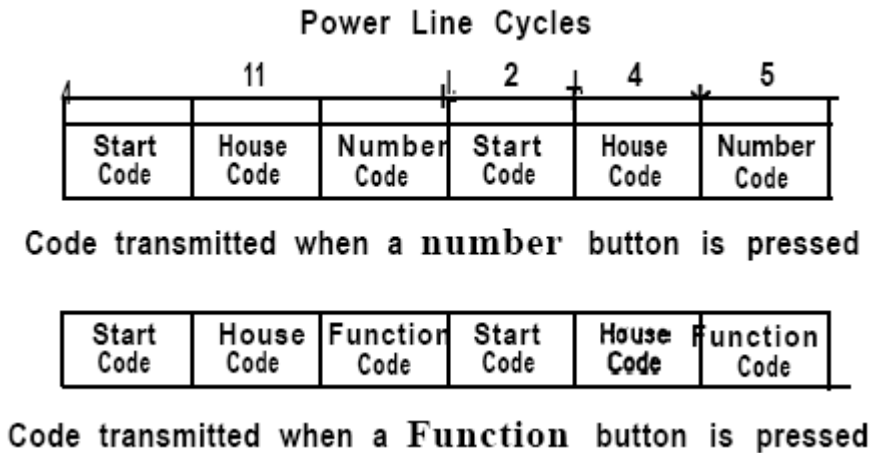 Power Line Cycles
11 2 4 5
Start House Number Start House Number
Code Code Code Code Code Code
Code transmitted when a number button is pressed
Start House Function Start House Function
Code Code Code Code Code Code
Code transmitted when a Function button is pressed